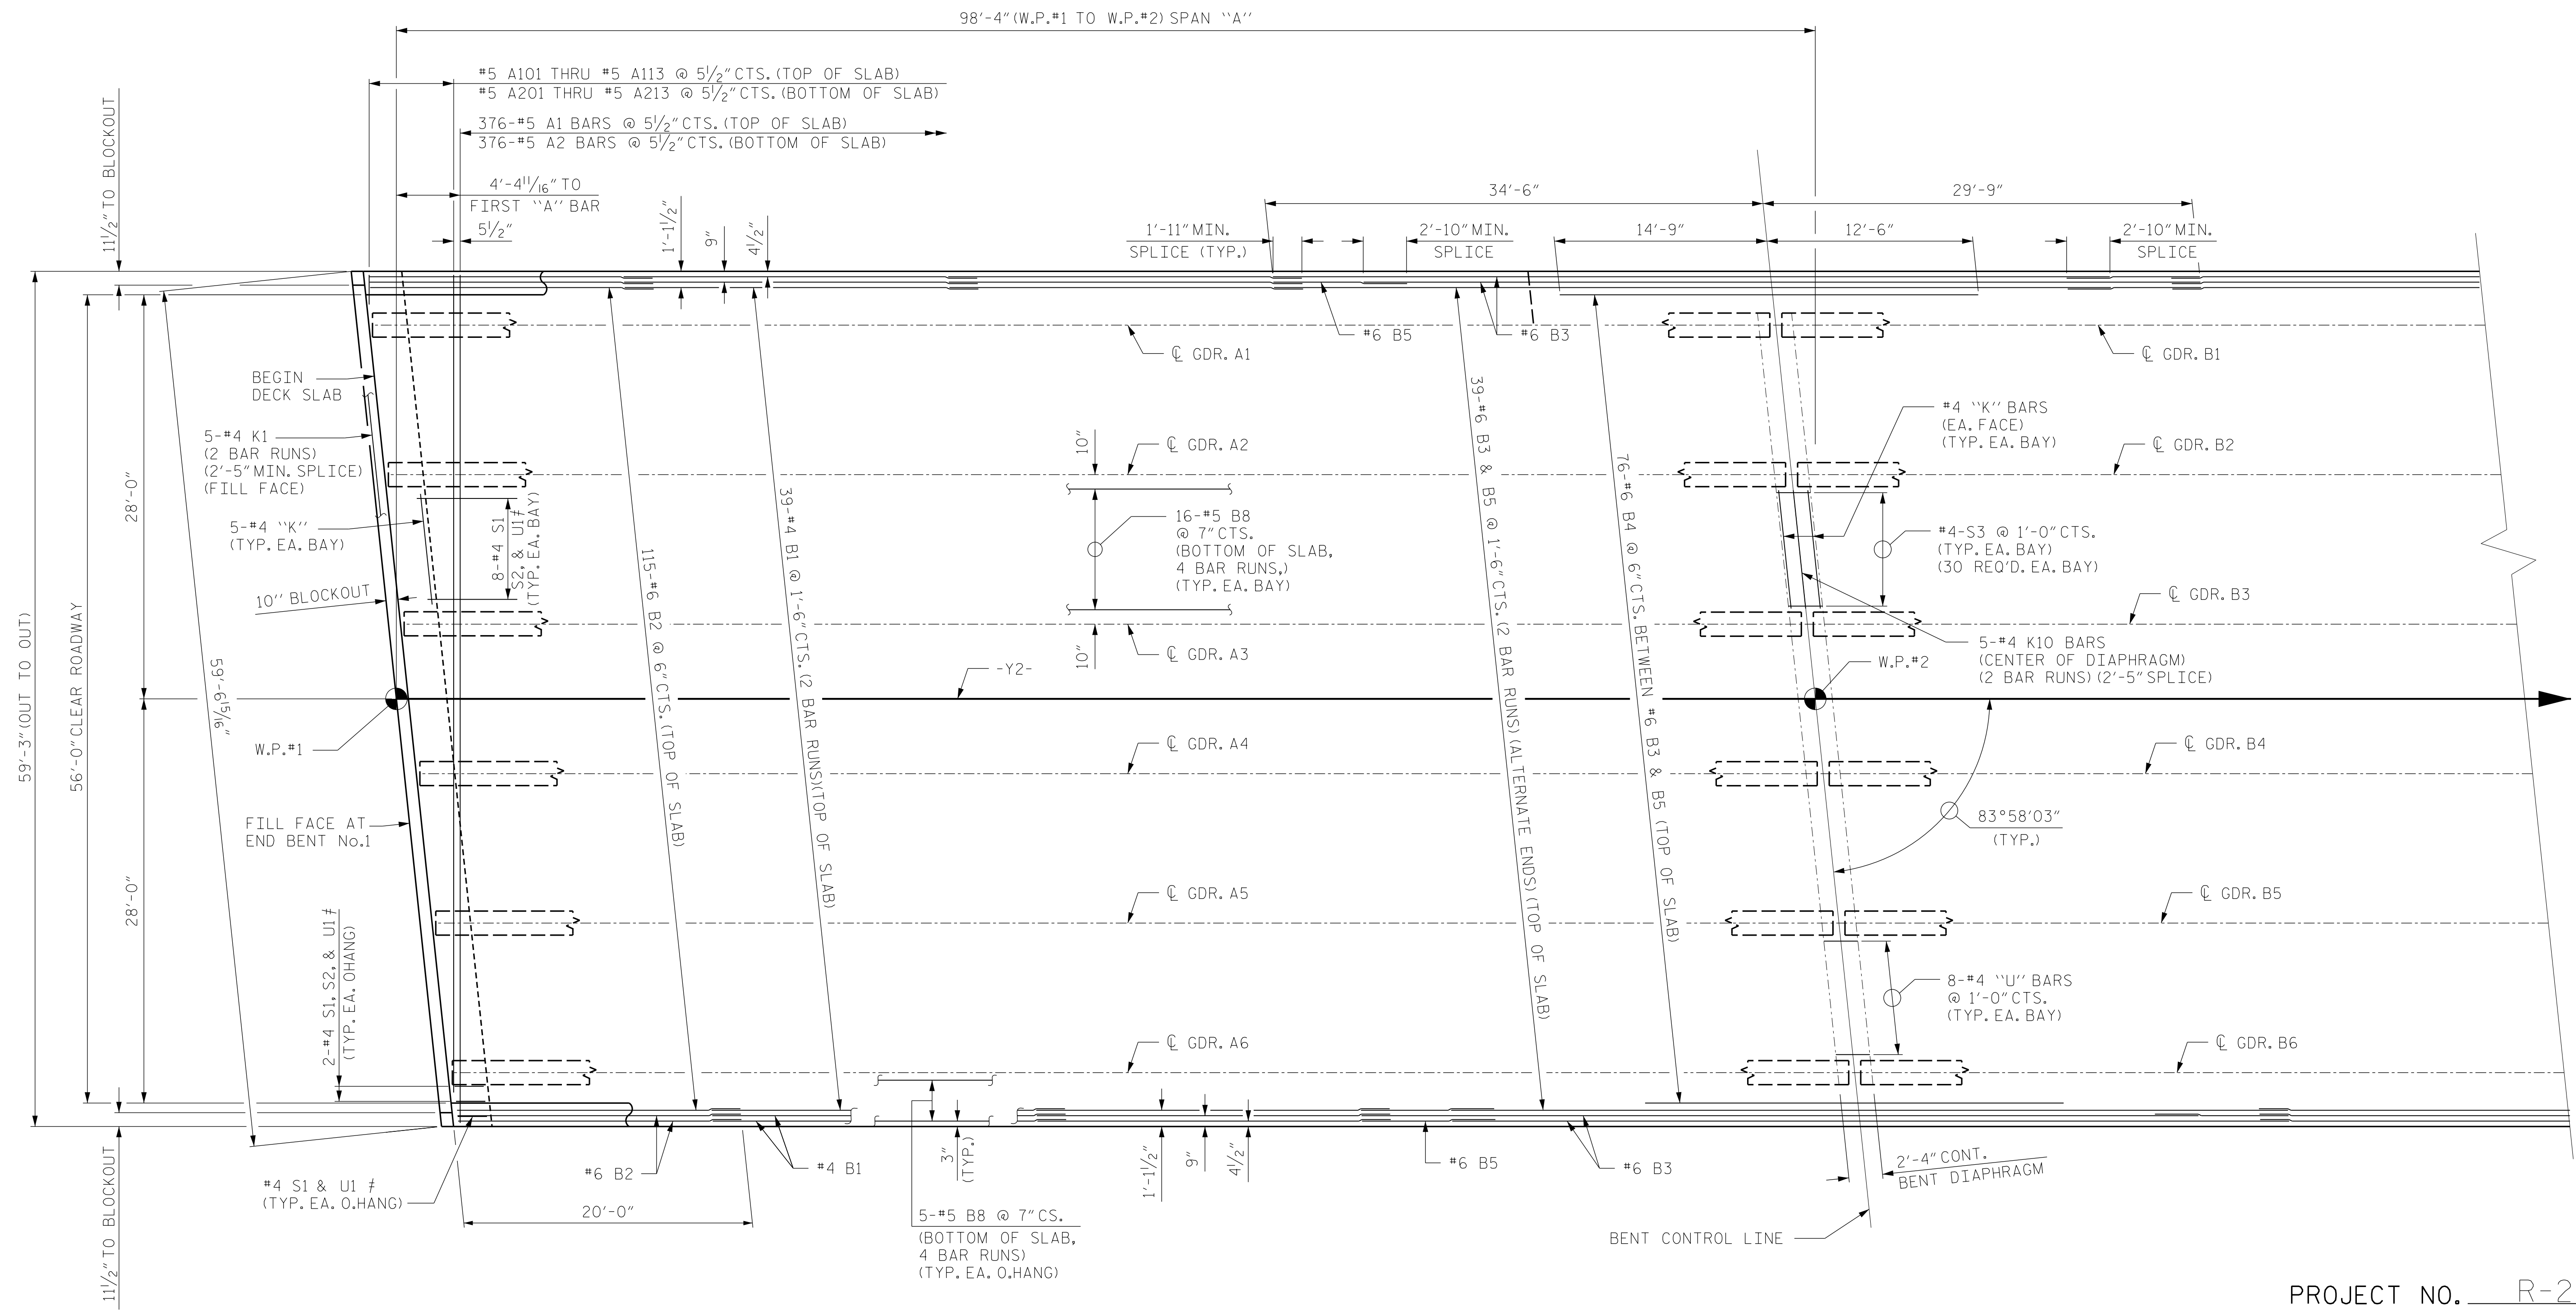 98'-4"(W.P.#1 TO W.P.#2) SPAN ``A''
#5 A101 THRU #5 A113 @ 5½"CTS. (TOP OF SLAB)
#5 A201 THRU #5 A213 @ 5½"CTS. (BOTTOM OF SLAB)
376-#5 A1 BARS @ 5½"CTS. (TOP OF SLAB)
376-#5 A2 BARS @ 5½"CTS. (BOTTOM OF SLAB)
11½" TO BLOCKOUT
4'-4¹¹⁄₁₆" TO
FIRST ``A'' BAR
5½"
1'-1½"
9"
4½"
34'-6"
29'-9"
1'-11" MIN.
SPLICE (TYP.)
2'-10" MIN.
SPLICE
14'-9"
12'-6"
2'-10" MIN.
SPLICE
#6 B5
#6 B3
℄ GDR. A1
℄ GDR. B1
BEGIN
DECK SLAB
5-#4 K1
(2 BAR RUNS)
(2'-5" MIN. SPLICE)
(FILL FACE)
5-#4 ``K''
(TYP. EA. BAY)
8-#4 S1
S2, & U1 ≠
(TYP. EA. BAY)
10'' BLOCKOUT
115-#6 B2 @ 6"CTS. (TOP OF SLAB)
39-#4 B1 @ 1'-6"CTS. (2 BAR RUNS)(TOP OF SLAB)
10"
℄ GDR. A2
16-#5 B8
@ 7"CTS.
(BOTTOM OF SLAB,
4 BAR RUNS,)
(TYP. EA. BAY)
10"
℄ GDR. A3
39-#6 B3 & B5 @ 1'-6"CTS. (2 BAR RUNS) (ALTERNATE ENDS) (TOP OF SLAB)
76-#6 B4 @ 6"CTS. BETWEEN #6 B3 & B5 (TOP OF SLAB)
#4 ``K'' BARS
(EA. FACE)
(TYP. EA. BAY)
℄ GDR. B2
#4-S3 @ 1'-0"CTS.
(TYP. EA. BAY)
(30 REQ'D. EA. BAY)
℄ GDR. B3
5-#4 K10 BARS
(CENTER OF DIAPHRAGM)
(2 BAR RUNS) (2'-5" SPLICE)
59'-3"(OUT TO OUT)
56'-0" CLEAR ROADWAY
28'-0"
28'-0"
59'-6¹⁵⁄₁₆"
W.P.#1
-Y2-
W.P.#2
℄ GDR. A4
℄ GDR. B4
FILL FACE AT
END BENT No.1
83°58'03"
(TYP.)
℄ GDR. A5
℄ GDR. B5
2-#4 S1, S2, & U1 ≠
(TYP. EA. OHANG)
8-#4 ``U'' BARS
@ 1'-0"CTS.
(TYP. EA. BAY)
℄ GDR. A6
℄ GDR. B6
11½" TO BLOCKOUT
#4 S1 & U1 ≠
(TYP. EA. O.HANG)
#6 B2
#4 B1
20'-0"
3"
(TYP.)
5-#5 B8 @ 7"CS.
(BOTTOM OF SLAB,
4 BAR RUNS)
(TYP. EA. O.HANG)
1'-1½"
9"
4½"
#6 B5
#6 B3
2'-4" CONT.
BENT DIAPHRAGM
BENT CONTROL LINE
PROJECT NO. R-2